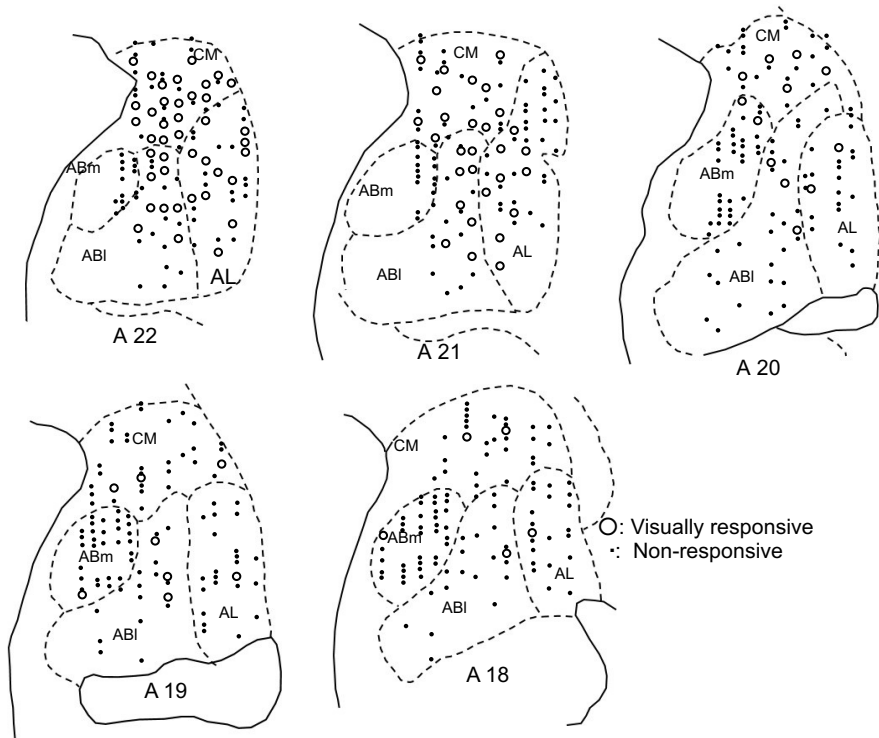 CM
ABm
ABl
AL
A 22
CM
ABm
ABl
AL
A 21
CM
ABm
ABl
AL
A 20
CM
ABm
ABl
AL
A 19
CM
ABm
ABl
AL
A 18
: Visually responsive
: Non-responsive